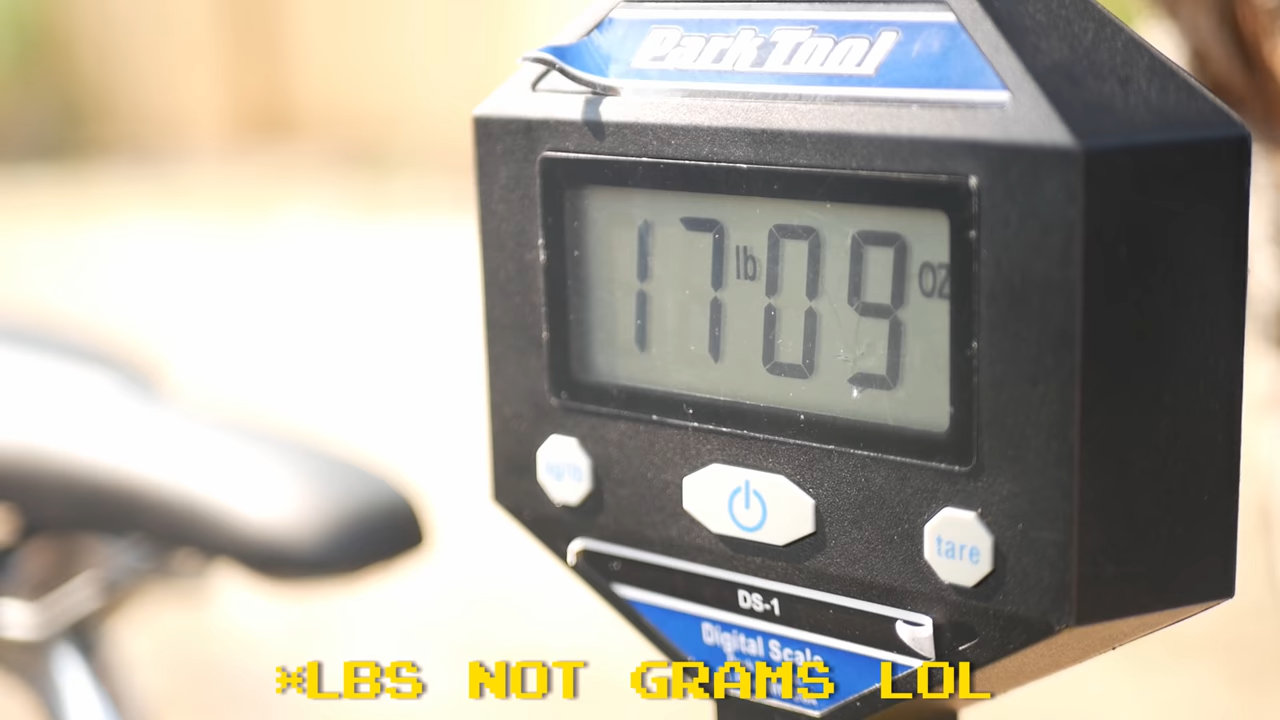 Park Tool
17 lb 09 oz
tare
DS-1
Digital Scale
*LBS NOT GRAMS LOL